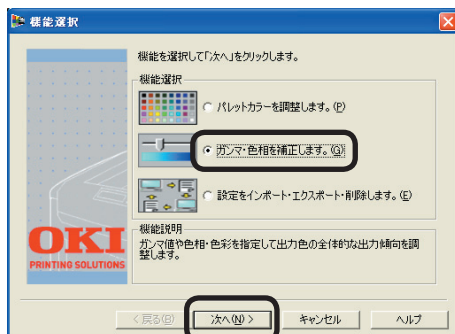 機能選択
機能を選択して「次へ」をクリックします。
機能選択
パレットカラーを調整します。(P)
ガンマ・色相を補正します。(G)
設定をインポート・エクスポート・削除します。(E)
機能説明
ガンマ値や色相・色彩を指定して出力色の全体的な出力傾向を調
整します。
OKI
PRINTING SOLUTIONS
< 戻る(B)
次へ(N) >
キャンセル
ヘルプ